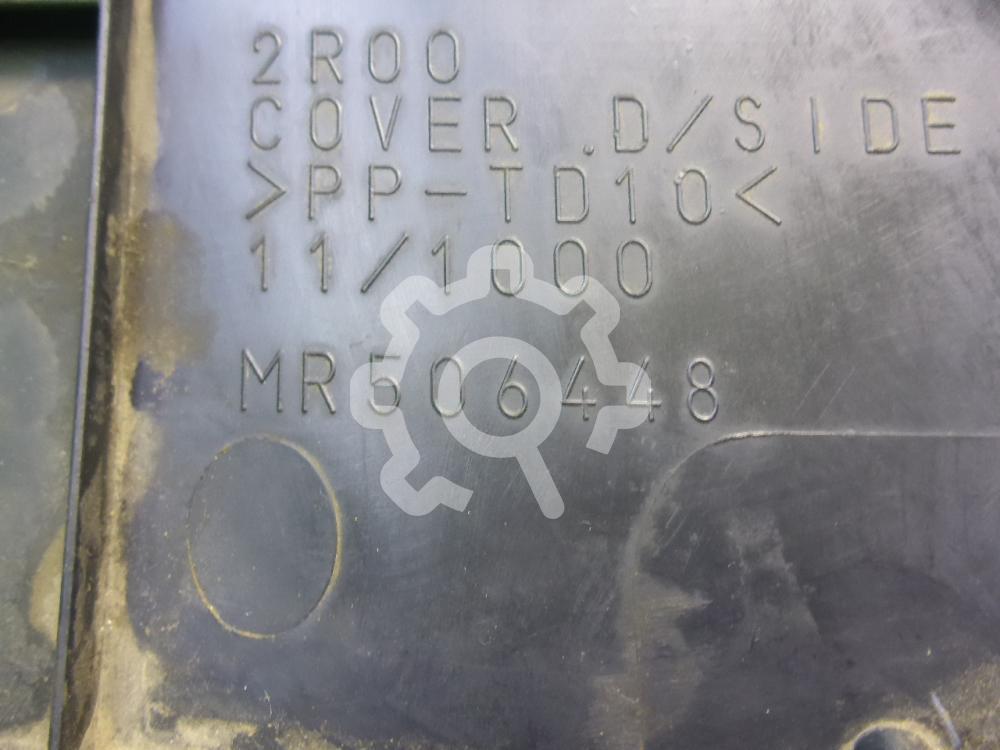 2R00
COVER .D/SIDE
>PP-TD10<
11/1000
MR506448